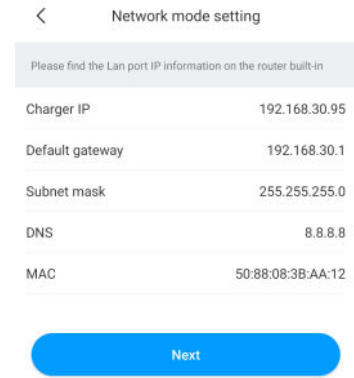 Network mode setting
Please find the Lan port IP information on the router built-in
Charger IP 192.168.30.95
Default gateway 192.168.30.1
Subnet mask 255.255.255.0
DNS 8.8.8.8
MAC 50:88:08:3B:AA:12
Next